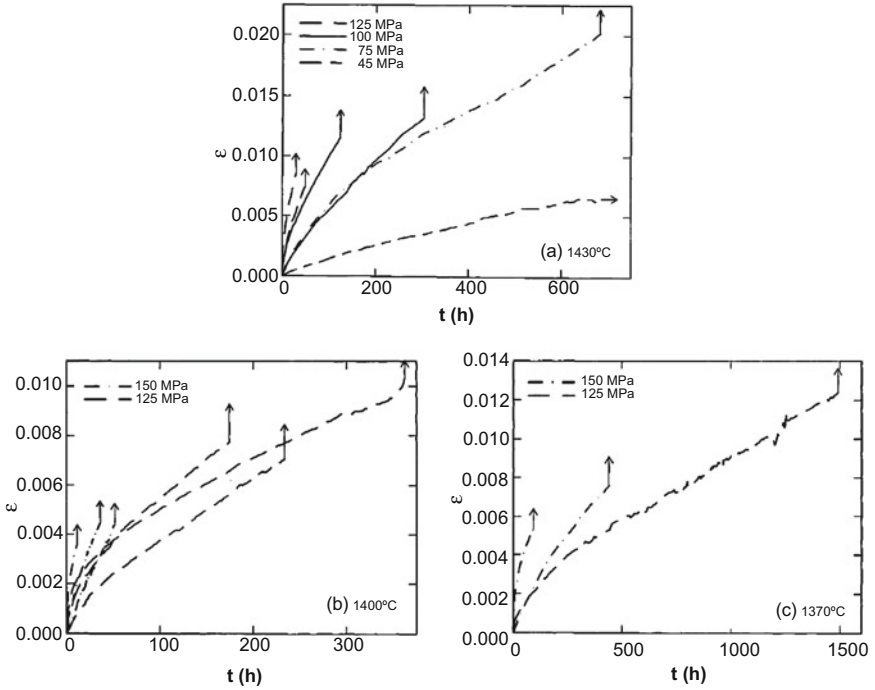 125 MPa
100 MPa
75 MPa
45 MPa
0.020
0.015
0.010
0.005
0.000
ε
(a) 1430ºC
0 200 400 600
t (h)
150 MPa
125 MPa
0.010
0.008
0.006
0.004
0.002
0.000
ε
(b) 1400ºC
0 100 200 300
t (h)
150 MPa
125 MPa
0.014
0.012
0.010
0.008
0.006
0.004
0.002
0.000
ε
(c) 1370ºC
0 500 1000 1500
t (h)